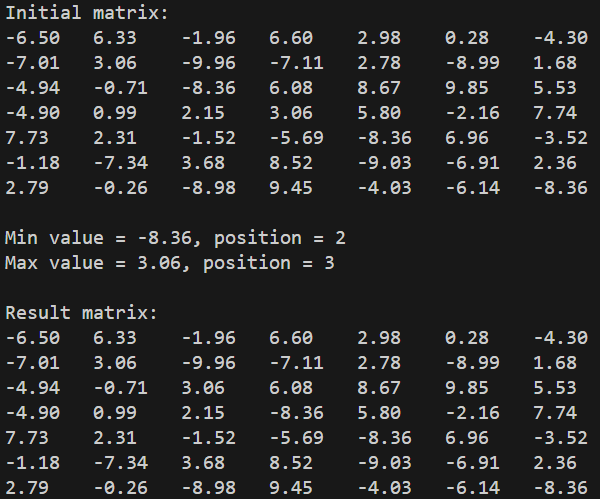 Initial matrix:
-6.50 6.33 -1.96 6.60 2.98 0.28 -4.30
-7.01 3.06 -9.96 -7.11 2.78 -8.99 1.68
-4.94 -0.71 -8.36 6.08 8.67 9.85 5.53
-4.90 0.99 2.15 3.06 5.80 -2.16 7.74
7.73 2.31 -1.52 -5.69 -8.36 6.96 -3.52
-1.18 -7.34 3.68 8.52 -9.03 -6.91 2.36
2.79 -0.26 -8.98 9.45 -4.03 -6.14 -8.36
Min value = -8.36, position = 2
Max value = 3.06, position = 3
Result matrix:
-6.50 6.33 -1.96 6.60 2.98 0.28 -4.30
-7.01 3.06 -9.96 -7.11 2.78 -8.99 1.68
-4.94 -0.71 3.06 6.08 8.67 9.85 5.53
-4.90 0.99 2.15 -8.36 5.80 -2.16 7.74
7.73 2.31 -1.52 -5.69 -8.36 6.96 -3.52
-1.18 -7.34 3.68 8.52 -9.03 -6.91 2.36
2.79 -0.26 -8.98 9.45 -4.03 -6.14 -8.36